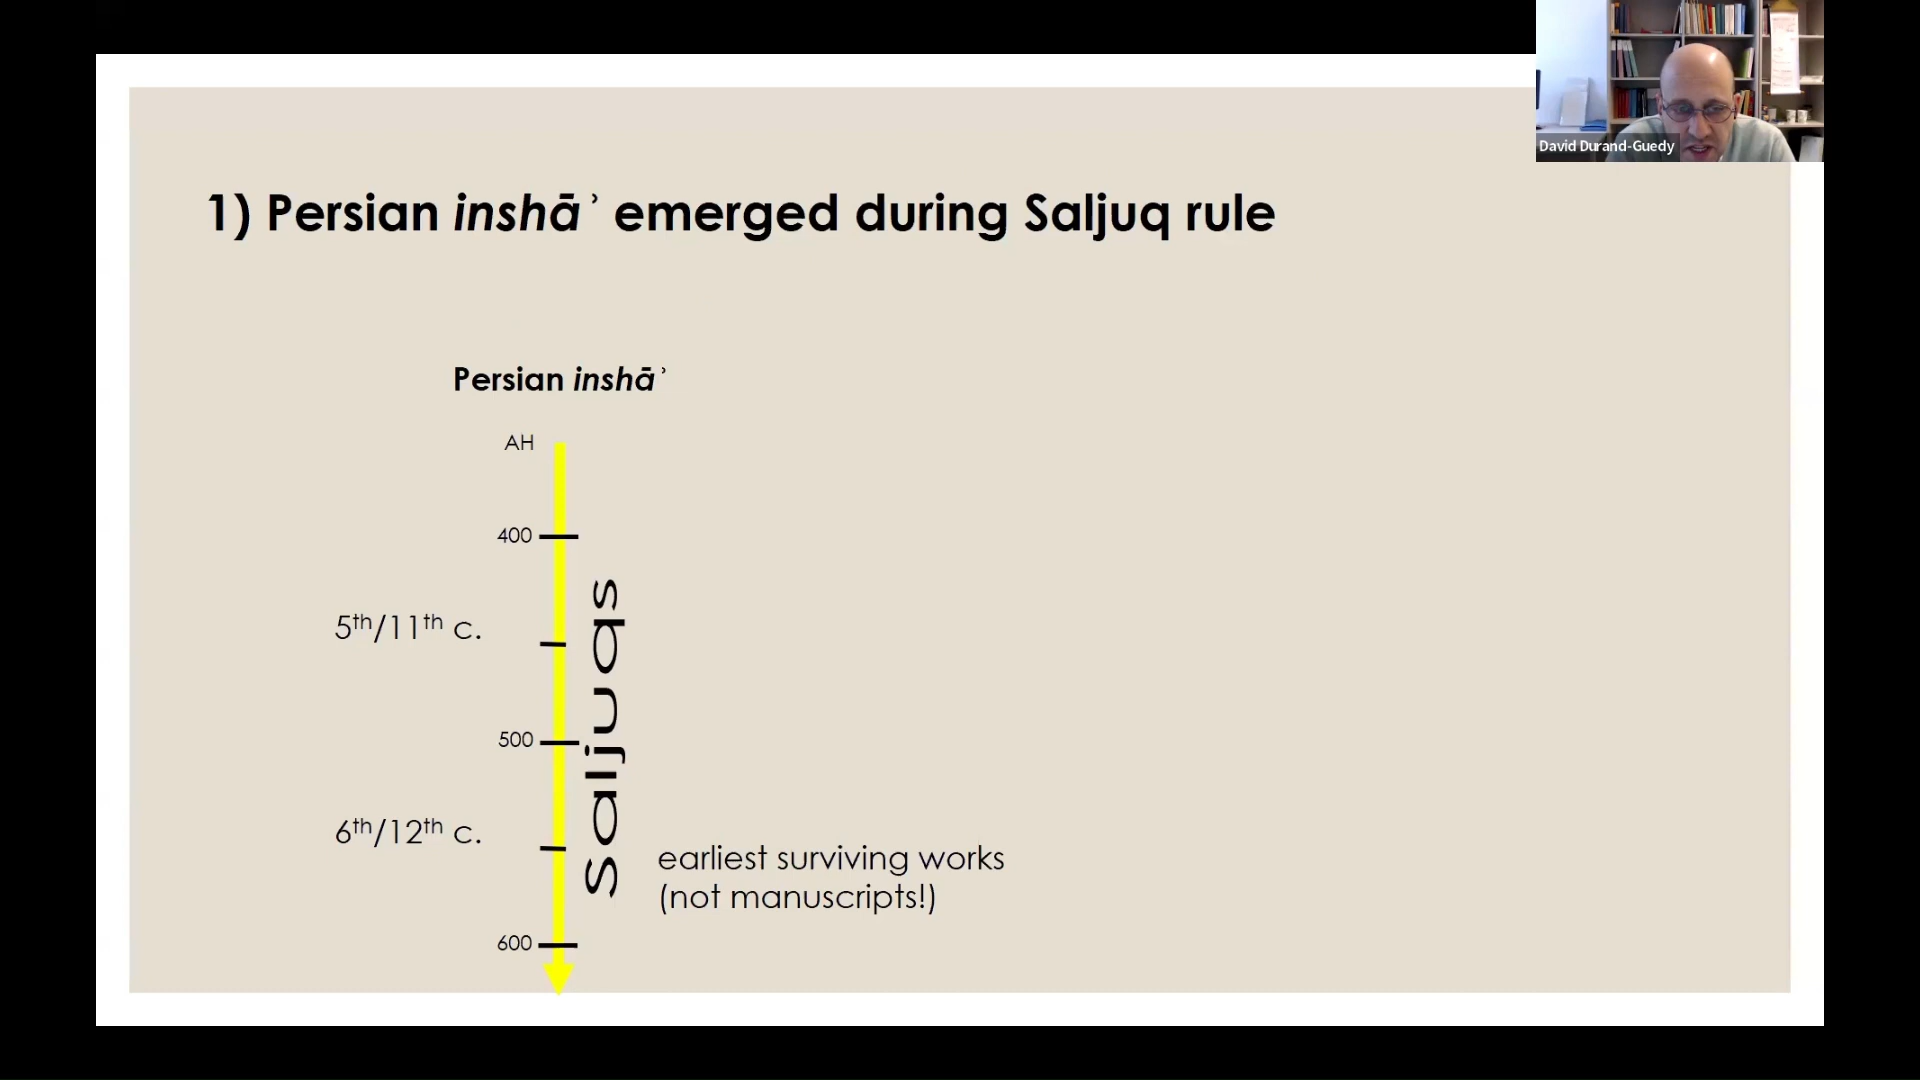 David Durand-Guedy
1) Persian inshāʾ emerged during Saljuq rule
Persian inshāʾ
AH
400
5th/11th c.
Saljuqs
500
6th/12th c.
earliest surviving works
(not manuscripts!)
600